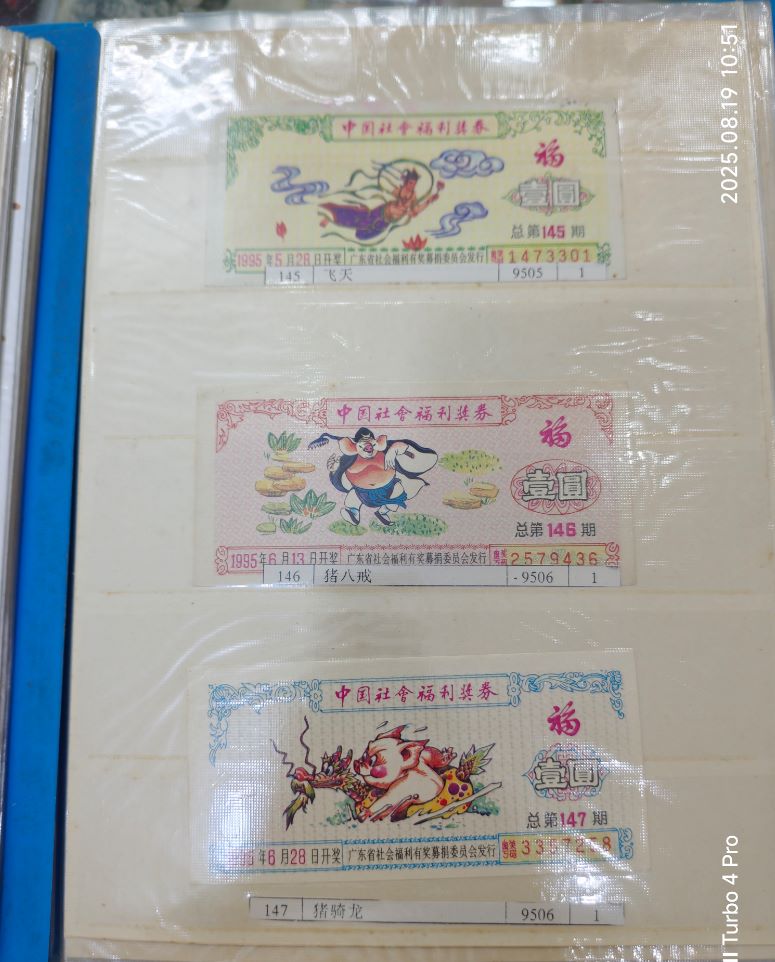 2025.08.19 10:51
中国社會福利奖券
福
壹圆
总第145期
1995年5月28日开奖 广东省社会福利有奖募捐委员会发行 1473301
145 飞天 9505 1
中国社會福利奖券
福
壹圆
总第146期
1995年6月13日开奖 广东省社会福利有奖募捐委员会发行 2579436
146 猪八戒 -9506 1
中国社會福利奖券
福
壹圆
总第147期
年6月28日开奖 广东省社会福利有奖募捐委员会发行
147 猪骑龙 9506 1
Turbo 4 Pro